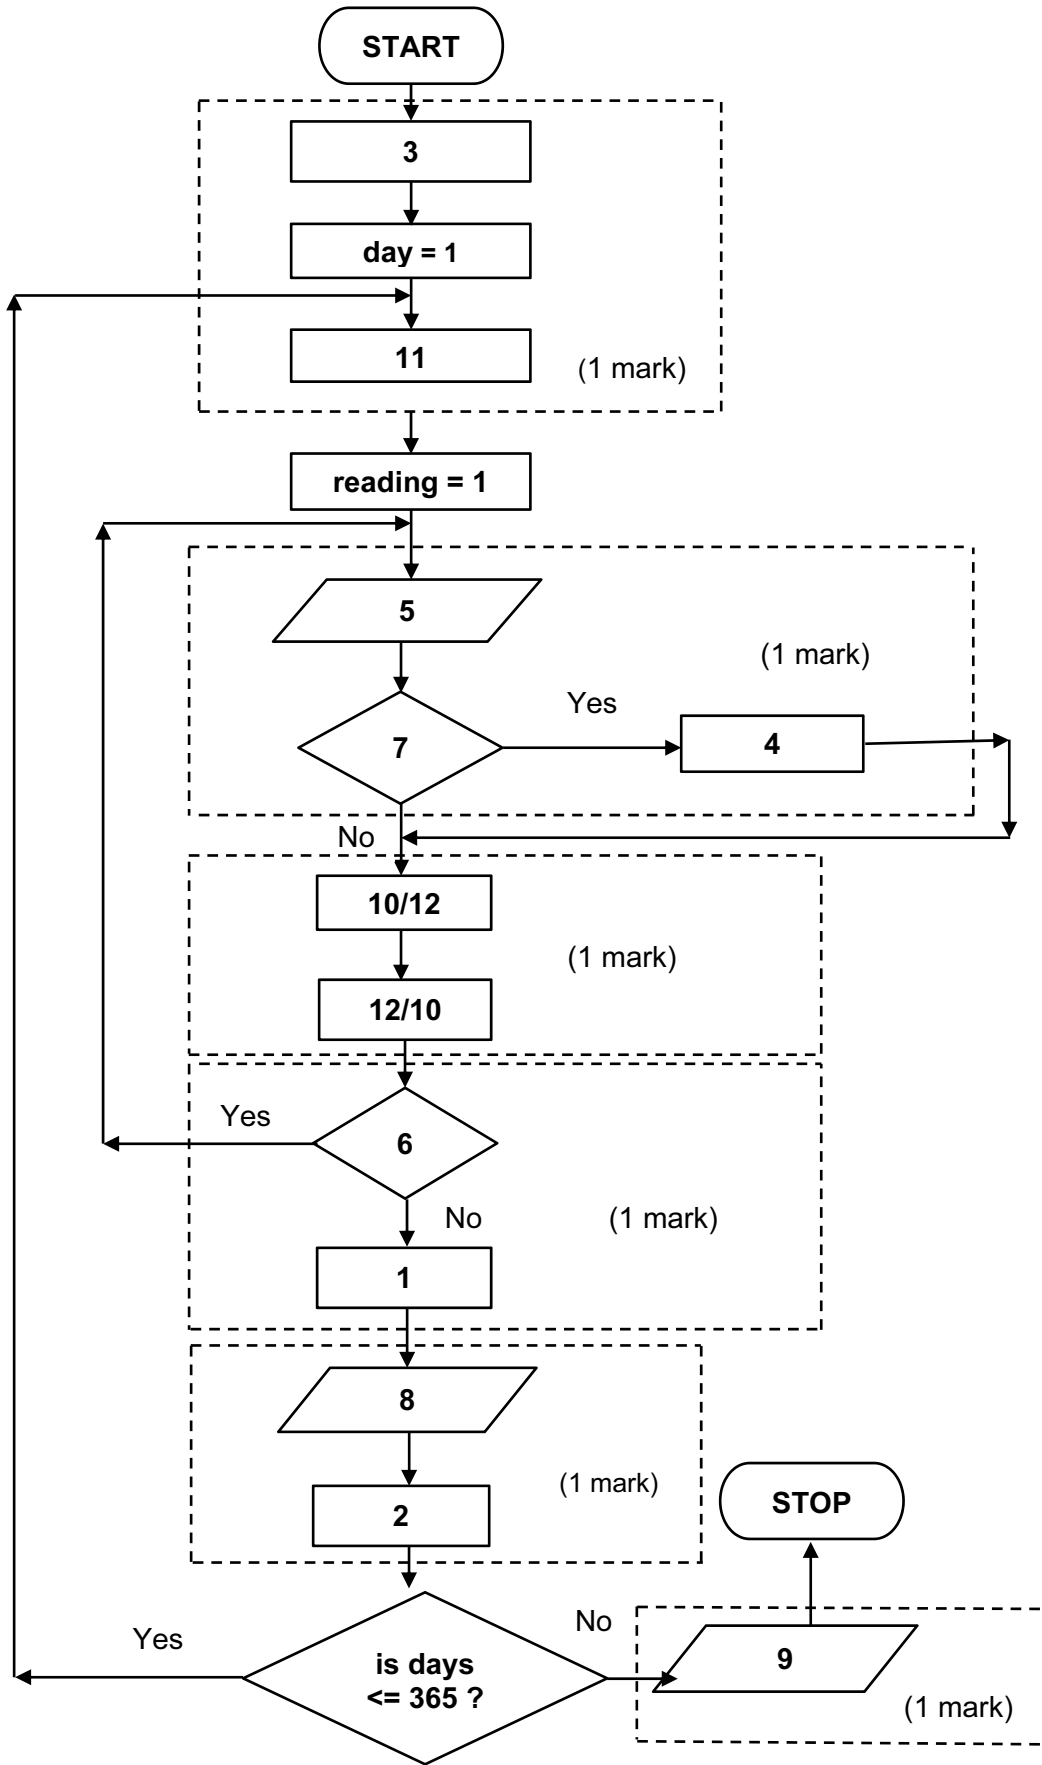 START
3
day = 1
11
(1 mark)
reading = 1
5
(1 mark)
Yes
7
4
No
10/12
(1 mark)
12/10
Yes
6
No
(1 mark)
1
8
(1 mark)
STOP
2
No
Yes
is days
<= 365 ?
9
(1 mark)